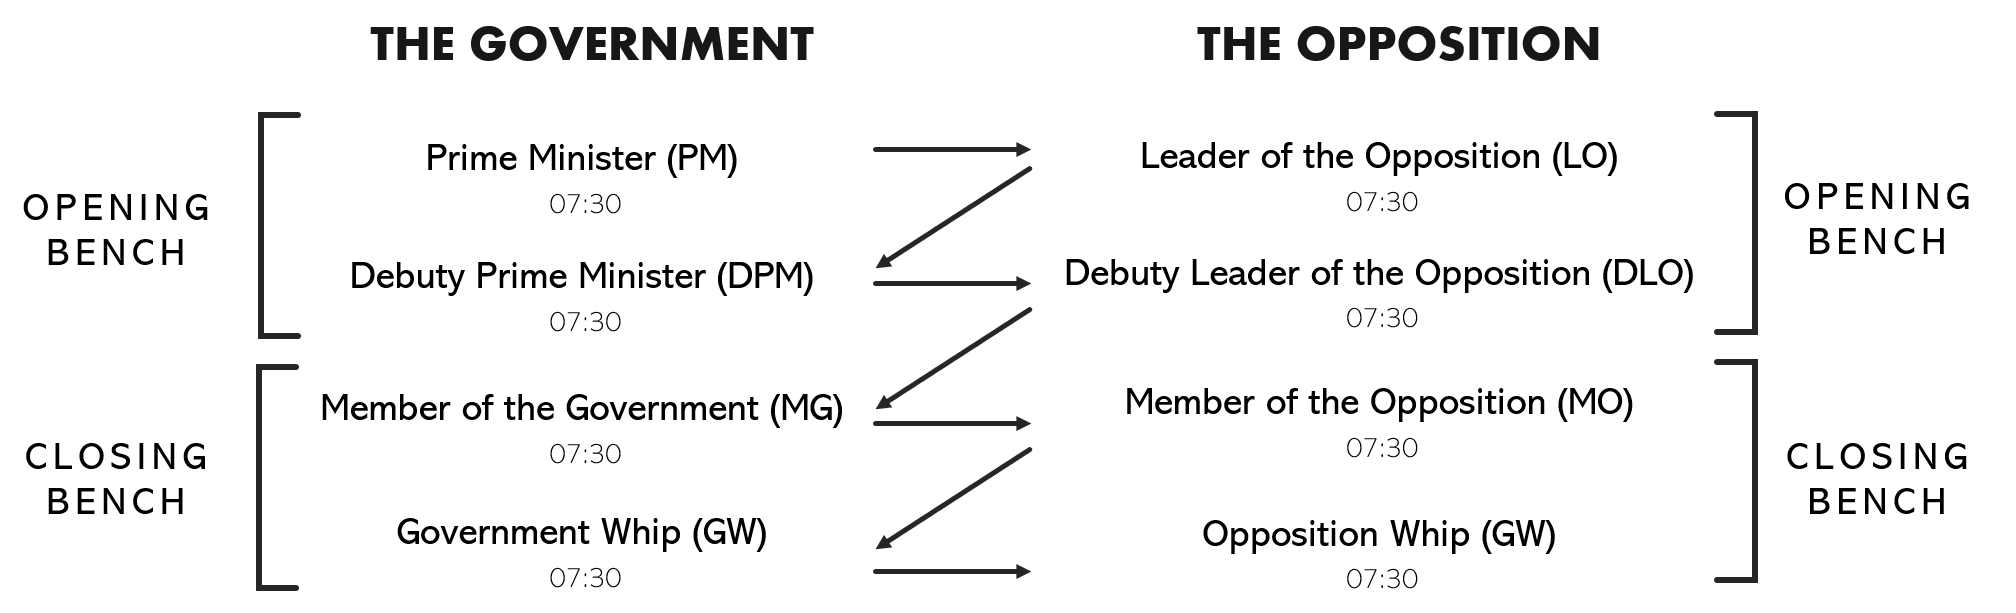 THE GOVERNMENT
THE OPPOSITION
OPENING
BENCH
Prime Minister (PM)
07:30
Leader of the Opposition (LO)
07:30
Debuty Prime Minister (DPM)
07:30
Debuty Leader of the Opposition (DLO)
07:30
OPENING
BENCH
CLOSING
BENCH
Member of the Government (MG)
07:30
Member of the Opposition (MO)
07:30
Government Whip (GW)
07:30
Opposition Whip (GW)
07:30
CLOSING
BENCH